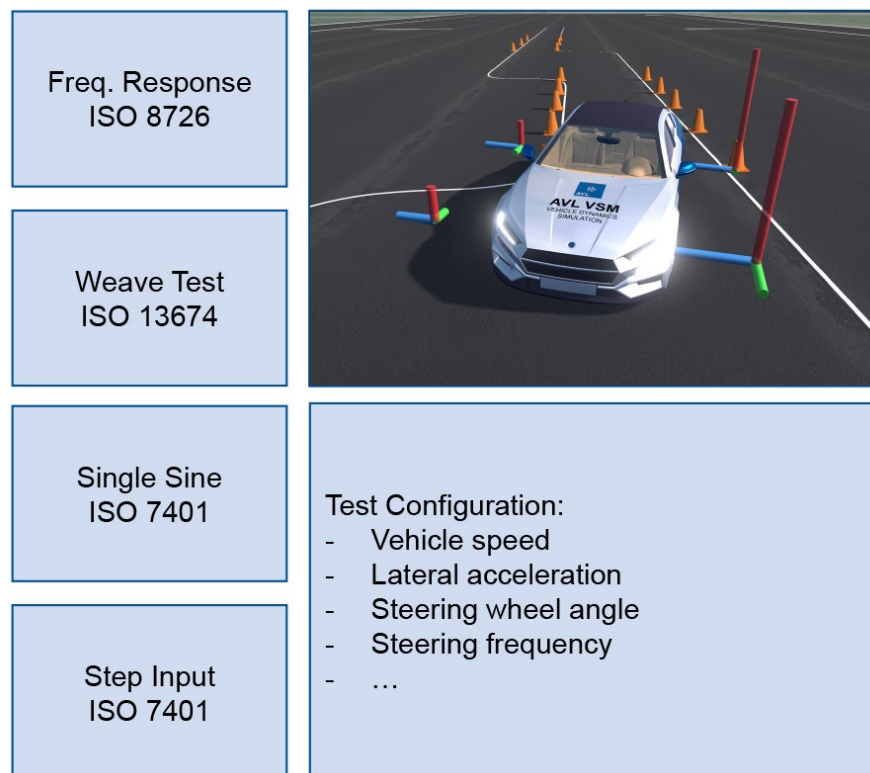 Freq. Response
ISO 8726
Weave Test
ISO 13674
Single Sine
ISO 7401
Step Input
ISO 7401
AVL
AVL VSM
VEHICLE DYNAMICS
SIMULATION
Test Configuration:
- Vehicle speed
- Lateral acceleration
- Steering wheel angle
- Steering frequency
- …